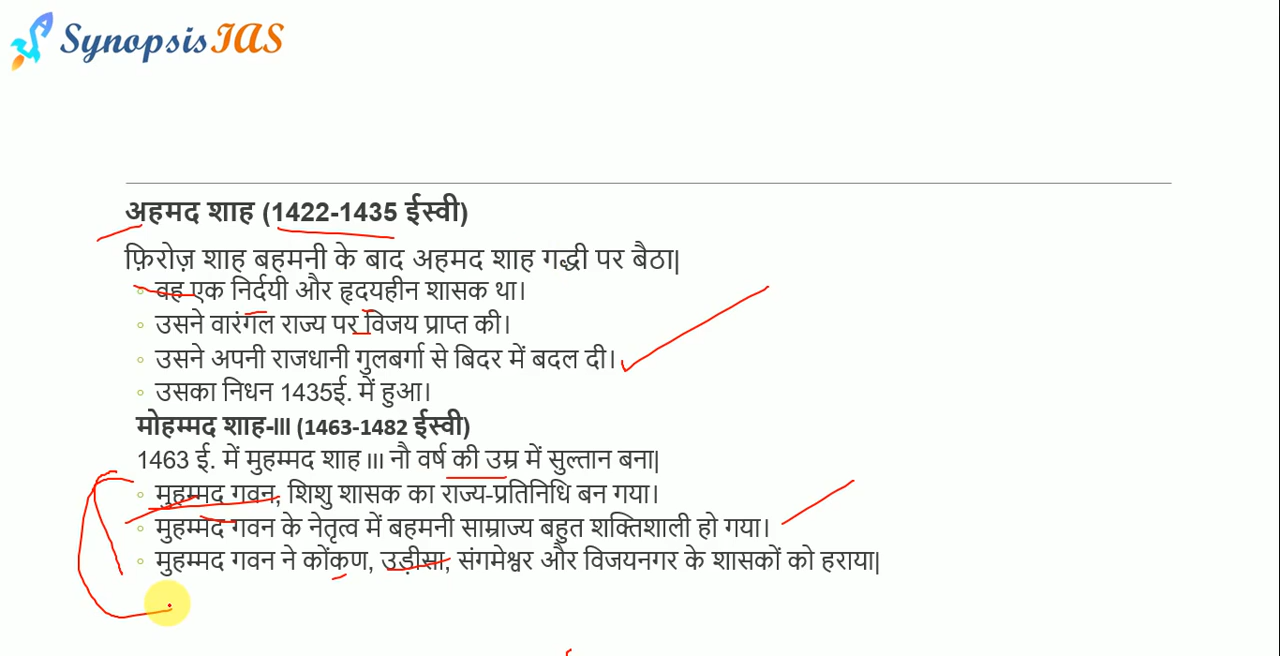 SynopsisIAS
अहमद शाह (1422-1435 ईस्वी)
फ़िरोज़ शाह बहमनी के बाद अहमद शाह गद्धी पर बैठा|
वह एक निर्दयी और हृदयहीन शासक था।
उसने वारंगल राज्य पर विजय प्राप्त की।
उसने अपनी राजधानी गुलबर्गा से बिदर में बदल दी।
उसका निधन 1435ई. में हुआ।
मोहम्मद शाह-III (1463-1482 ईस्वी)
1463 ई. में मुहम्मद शाह III नौ वर्ष की उम्र में सुल्तान बना|
मुहम्मद गवन, शिशु शासक का राज्य-प्रतिनिधि बन गया।
मुहम्मद गवन के नेतृत्व में बहमनी साम्राज्य बहुत शक्तिशाली हो गया।
मुहम्मद गवन ने कोंकण, उड़ीसा, संगमेश्वर और विजयनगर के शासकों को हराया|